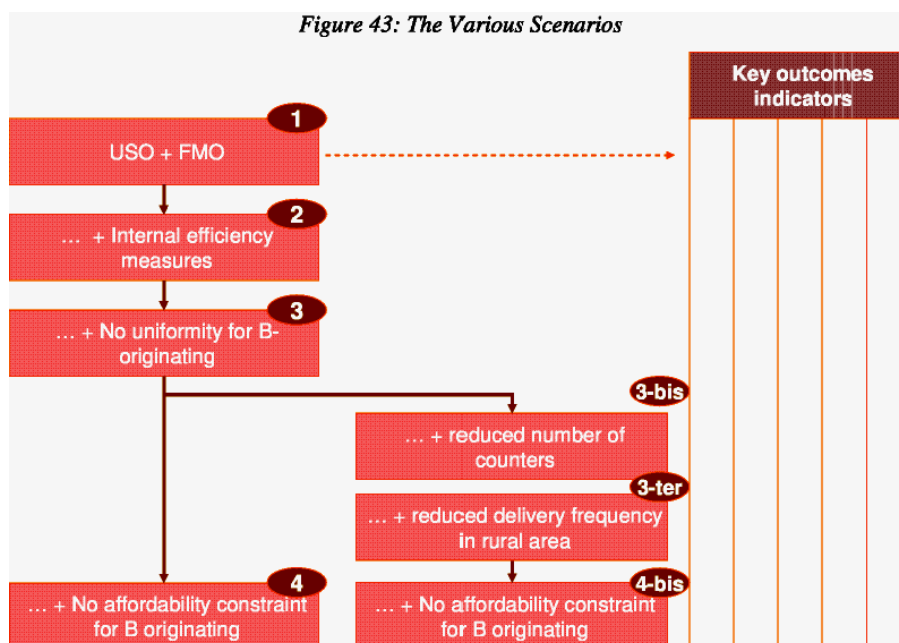 Figure 43: The Various Scenarios
Key outcomes
indicators
1
USO + FMO
2
... + Internal efficiency
measures
3
... + No uniformity for B-
originating
3-bis
... + reduced number of
counters
3-ter
... + reduced delivery frequency
in rural area
4
... + No affordability constraint
for B originating
4-bis
... + No affordability constraint
for B originating